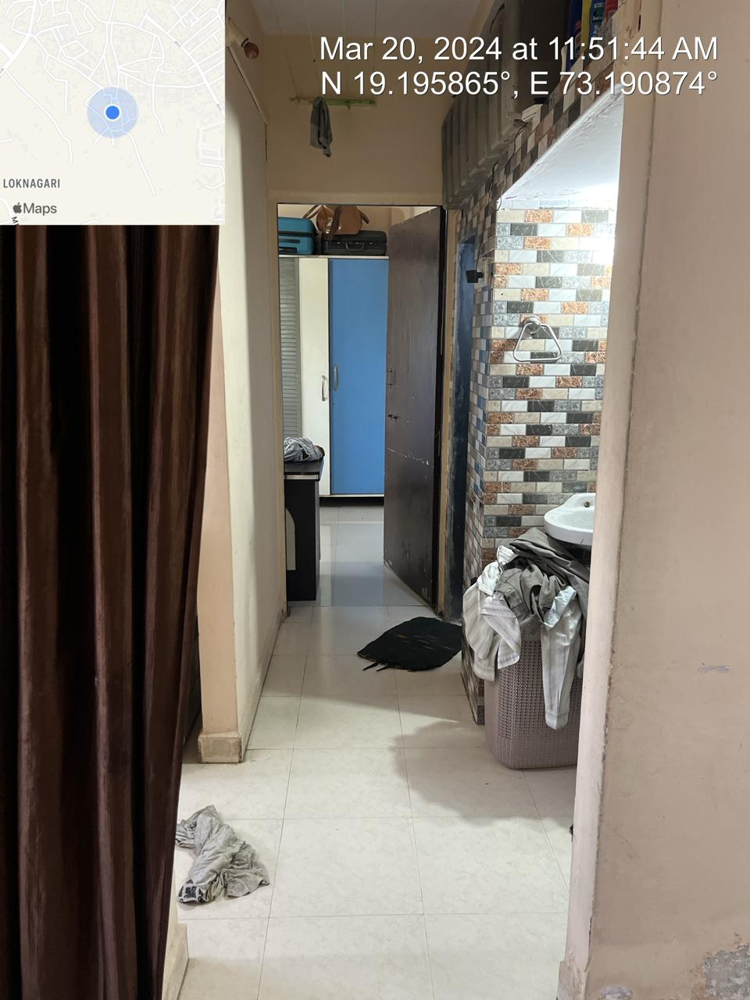 Mar 20, 2024 at 11:51:44 AM
N 19.195865°, E 73.190874°
LOKNAGARI
Maps